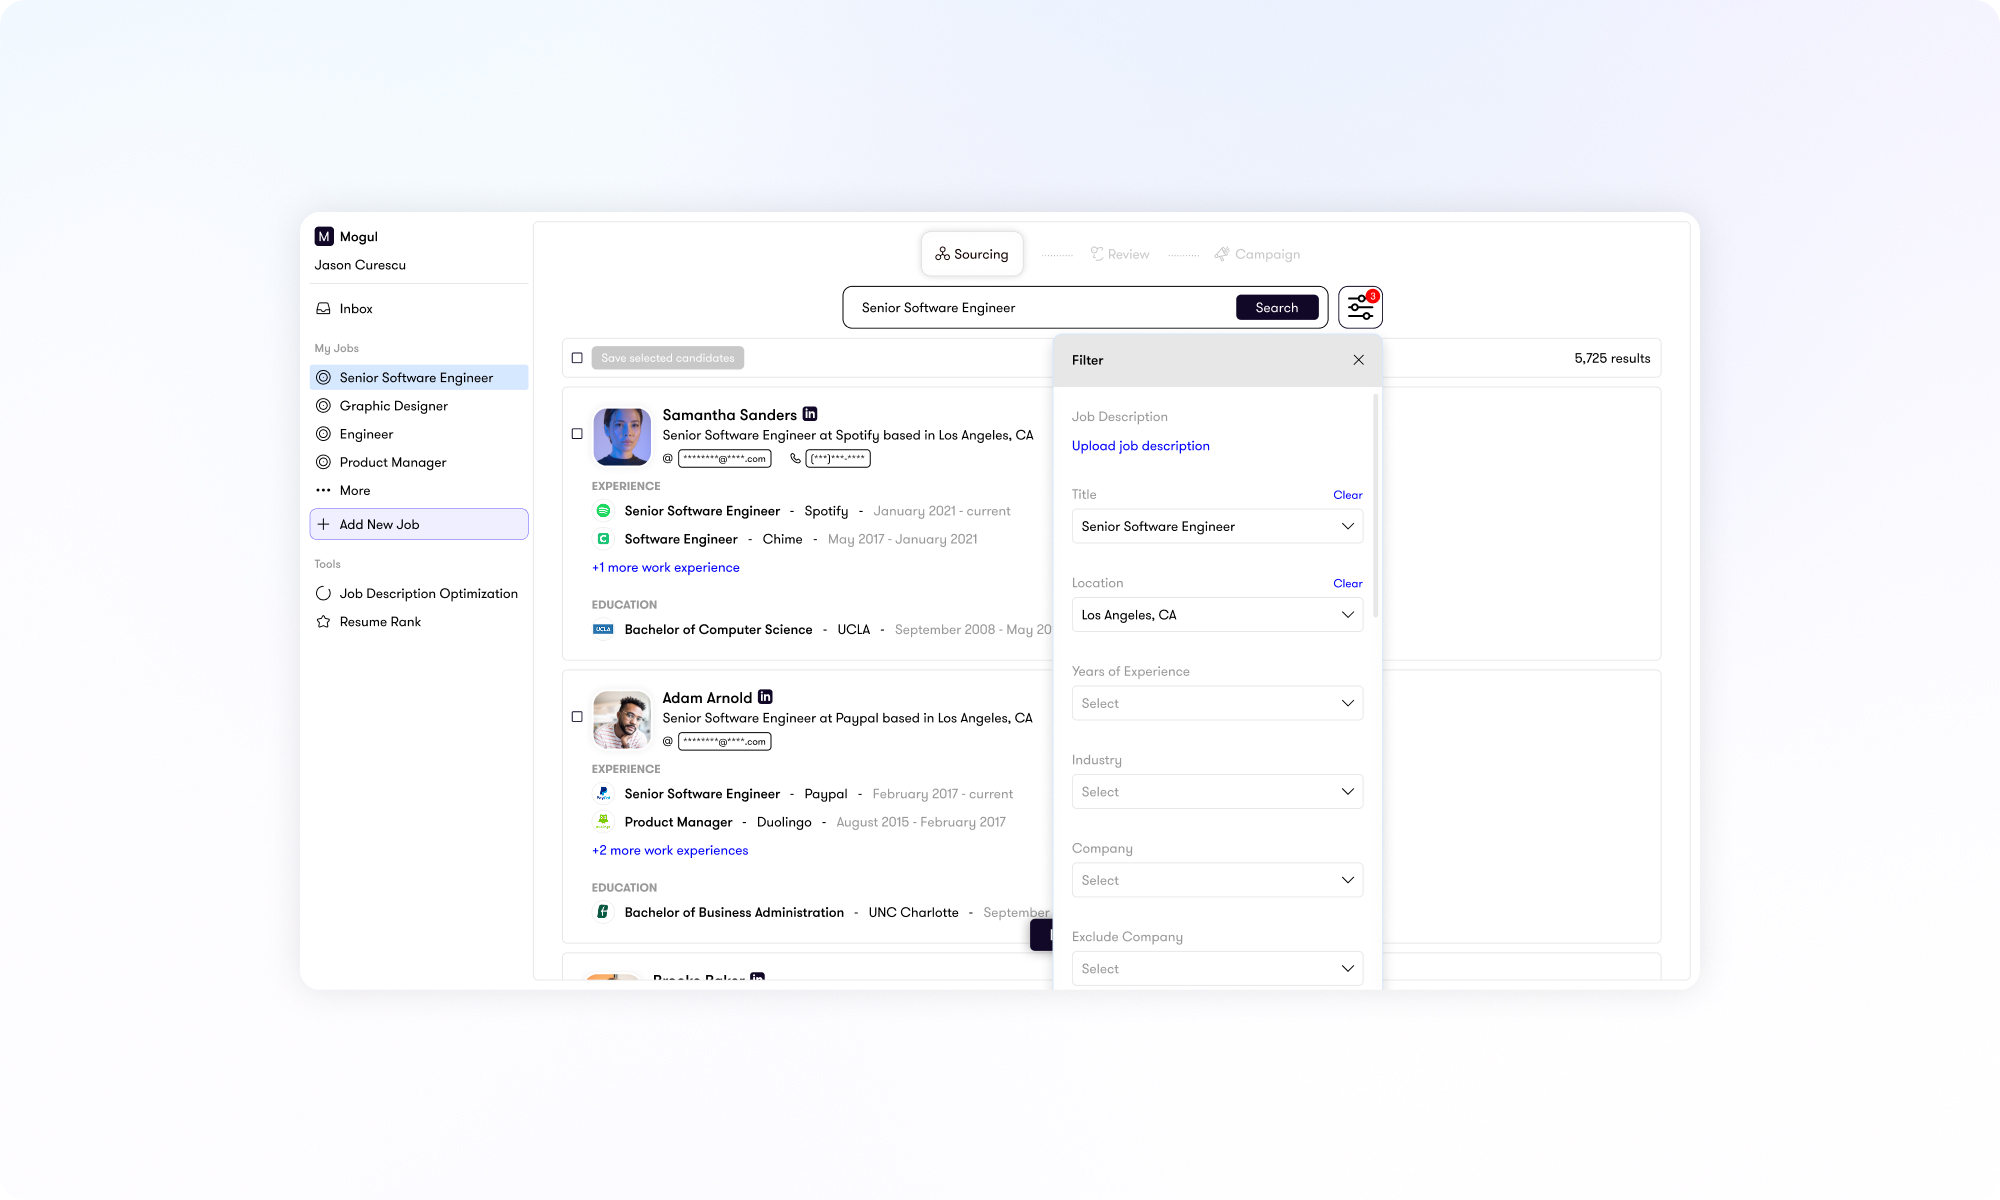 M Mogul
Jason Curescu
Inbox
My Jobs
Senior Software Engineer
Graphic Designer
Engineer
Product Manager
More
Add New Job
Tools
Job Description Optimization
Resume Rank
Sourcing
Review
Campaign
Senior Software Engineer
Search
3
Save selected candidates
5,725 results
Samantha Sanders in
Senior Software Engineer at Spotify based in Los Angeles, CA
@ ********@****.com (***)***-****
EXPERIENCE
Senior Software Engineer - Spotify - January 2021 - current
Software Engineer - Chime - May 2017 - January 2021
+1 more work experience
EDUCATION
UCLA Bachelor of Computer Science - UCLA - September 2008 - May 20
Adam Arnold in
Senior Software Engineer at Paypal based in Los Angeles, CA
@ ********@****.com
EXPERIENCE
Senior Software Engineer - Paypal - February 2017 - current
Product Manager - Duolingo - August 2015 - February 2017
+2 more work experiences
EDUCATION
Bachelor of Business Administration - UNC Charlotte - September
Brooke Baker in
Filter
Job Description
Upload job description
Title
Clear
Senior Software Engineer
Location
Clear
Los Angeles, CA
Years of Experience
Select
Industry
Select
Company
Select
Exclude Company
Select